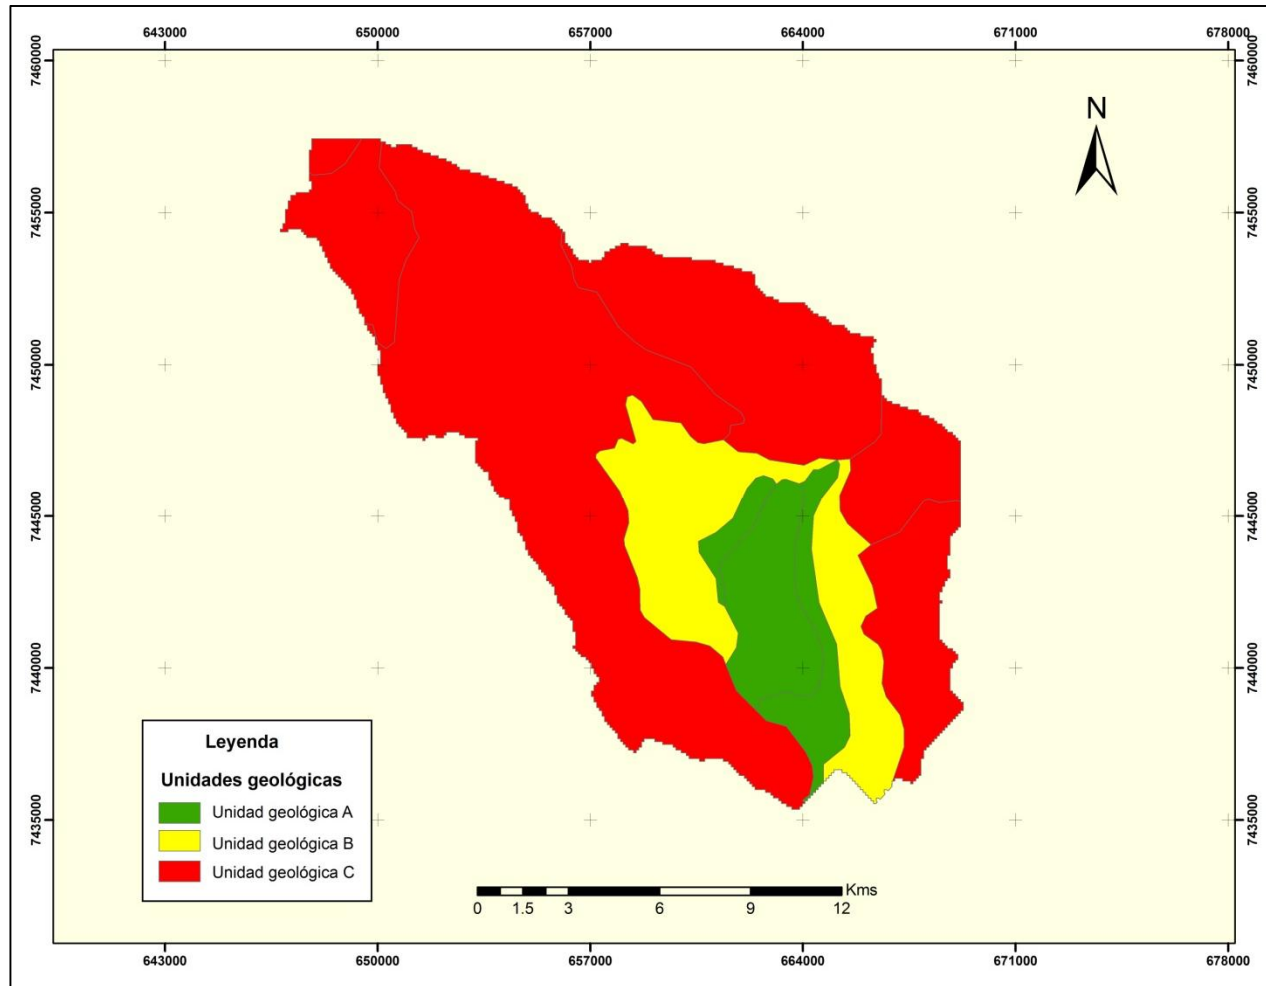 643000 650000 657000 664000 671000 678000
7460000 7460000
N
7455000 7455000
7450000 7450000
7445000 7445000
7440000 7440000
7435000 7435000
Leyenda
Unidades geológicas
Unidad geológica A
Unidad geológica B
Unidad geológica C
Kms
0 1.5 3 6 9 12
643000 650000 657000 664000 671000 678000